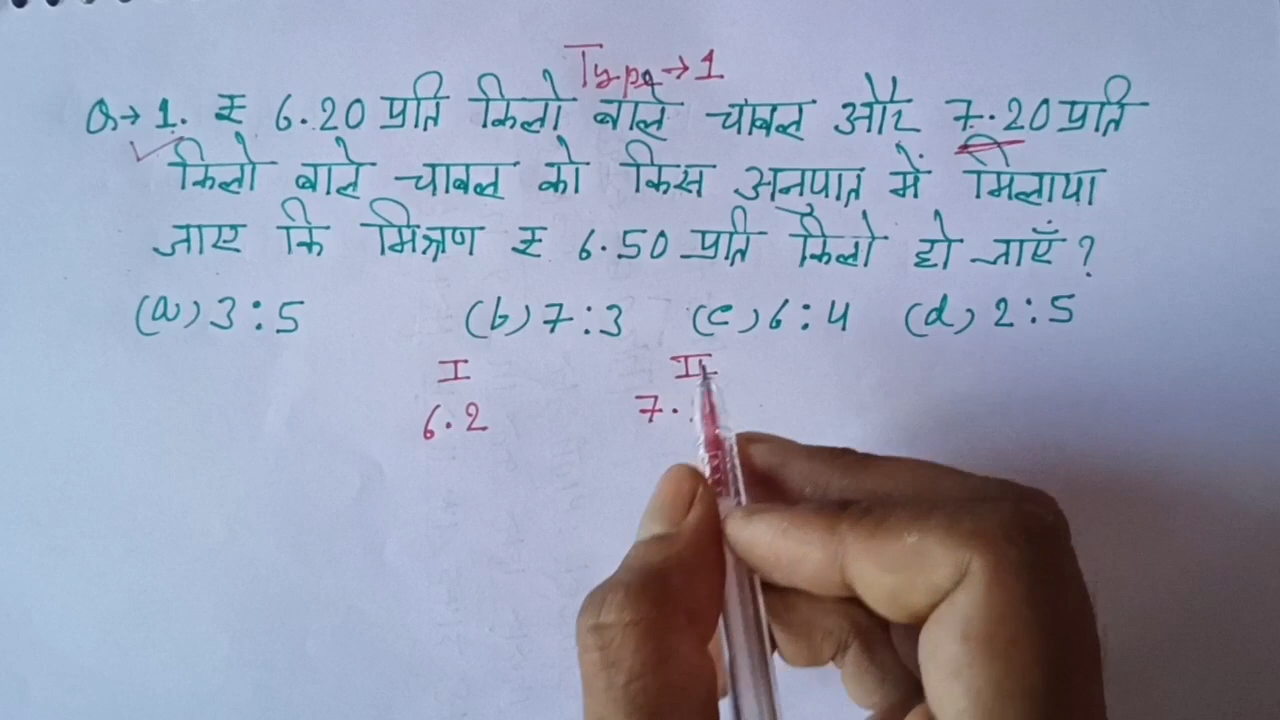 Type→1
Q→1. ₹ 6.20 प्रति किलो वाले चावल और 7.20 प्रति
किलो वाले चावल को किस अनुपात में मिलाया
जाए कि मिश्रण ₹ 6.50 प्रति किलो हो जाएँ ?
(a) 3:5 (b) 7:3 (c) 6:4 (d) 2:5
I II
6.2 7.